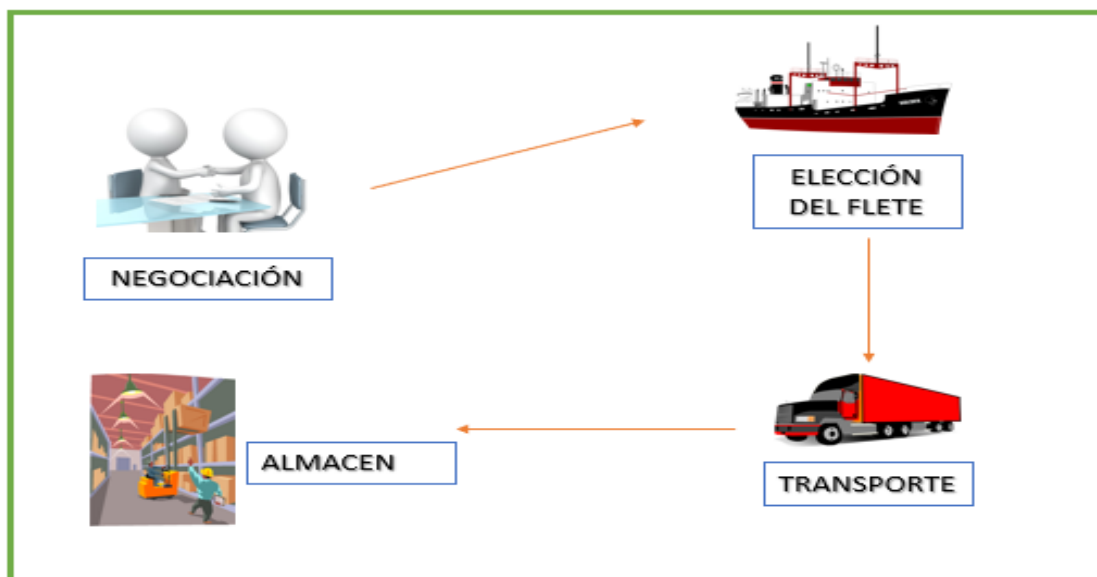 NEGOCIACIÓN
ELECCIÓN
DEL FLETE
TRANSPORTE
ALMACEN